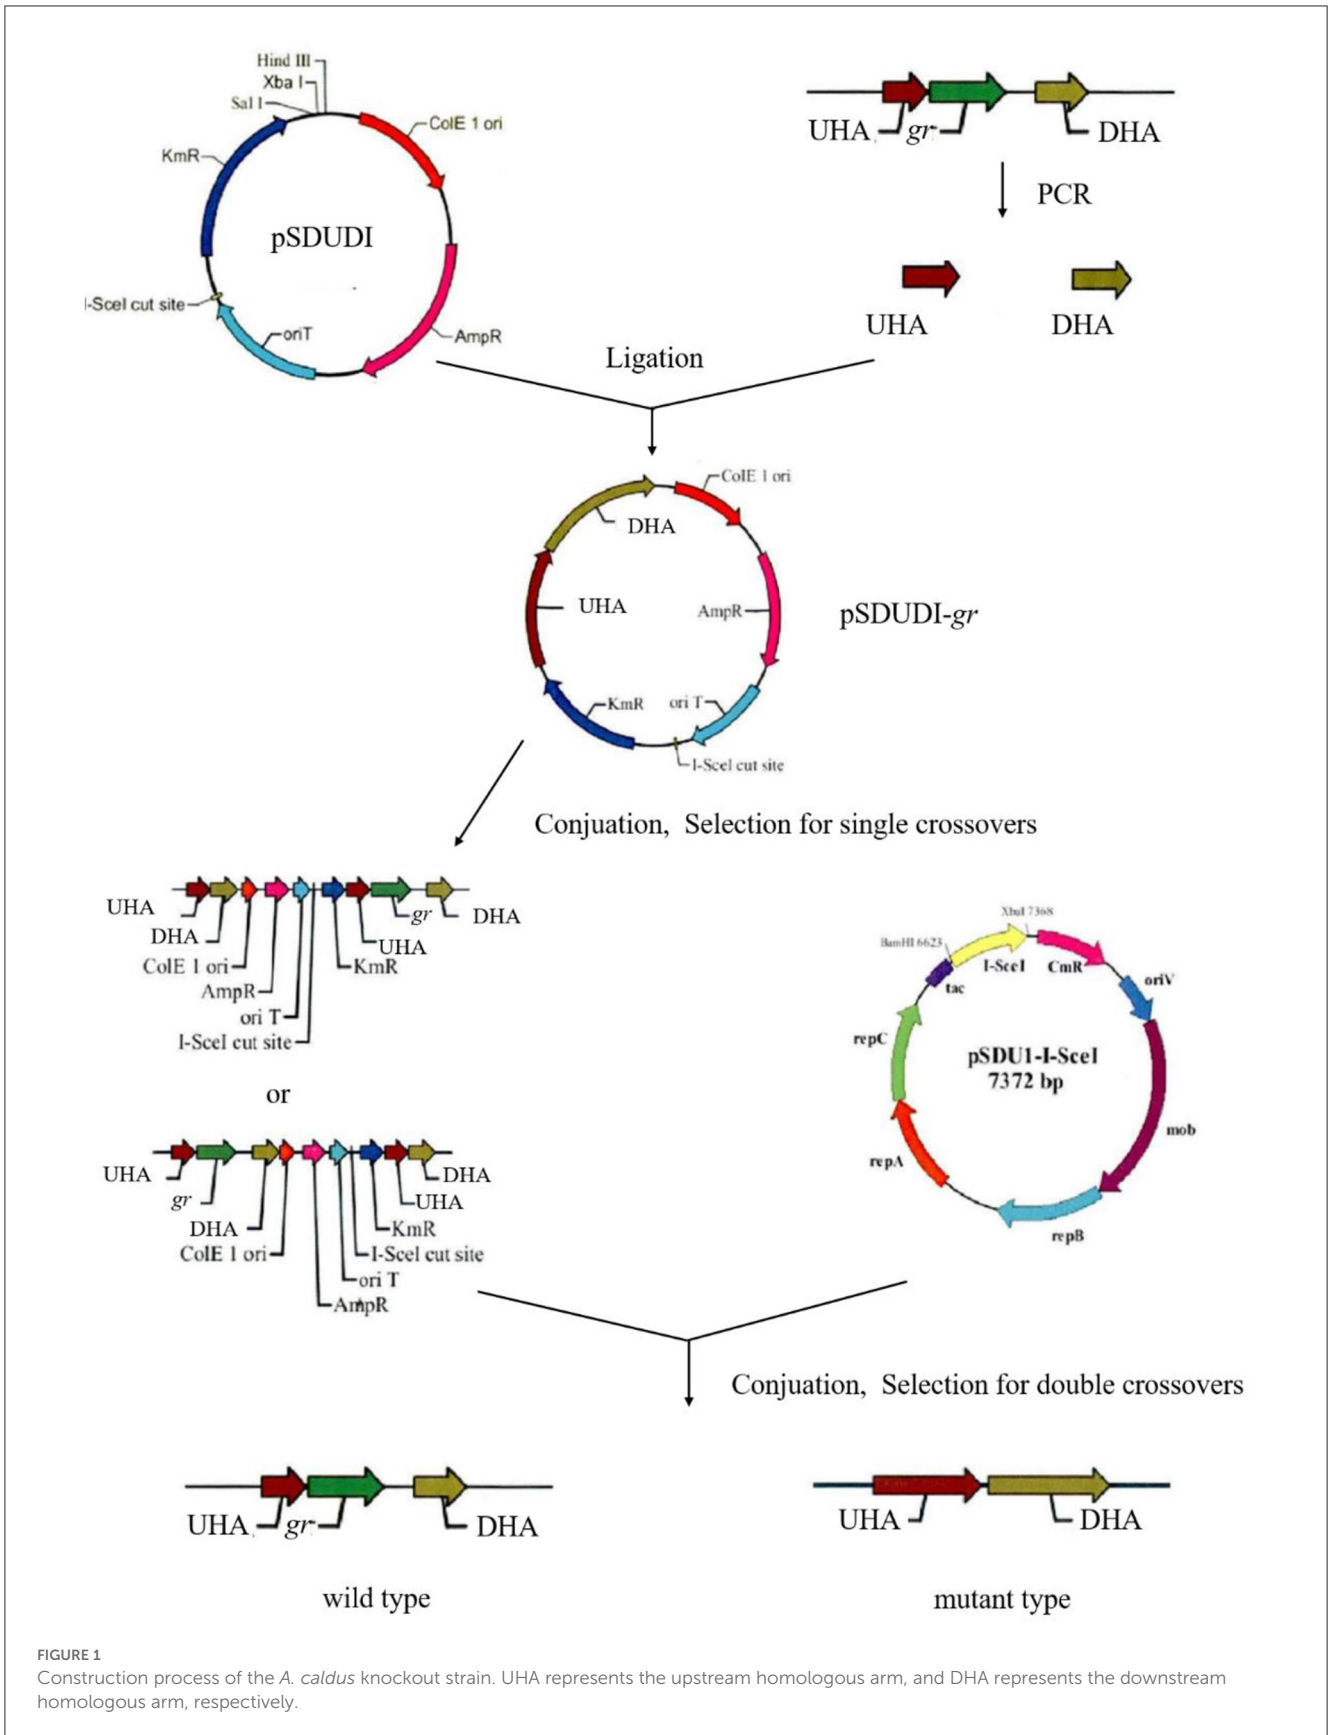 Hind III
Xba I
Sal I
ColE 1 ori
KmR
pSDUDI
I-SceI cut site
oriT
AmpR
UHA
gr
DHA
PCR
UHA
DHA
Ligation
ColE 1 ori
DHA
UHA
AmpR
pSDUDI-gr
KmR
ori T
I-SceI cut site
Conjuation, Selection for single crossovers
UHA
gr
DHA
DHA
UHA
ColE 1 ori
KmR
AmpR
ori T
I-SceI cut site
or
UHA
DHA
gr
UHA
DHA
KmR
ColE 1 ori
I-SceI cut site
ori T
AmpR
XbaI 7368
BamHI 6623
I-SceI
CmR
tac
oriV
repC
pSDU1-I-SceI
7372 bp
mob
repA
repB
Conjuation, Selection for double crossovers
UHA
gr
DHA
UHA
DHA
wild type
mutant type
FIGURE 1
Construction process of the A. caldus knockout strain. UHA represents the upstream homologous arm, and DHA represents the downstream
homologous arm, respectively.